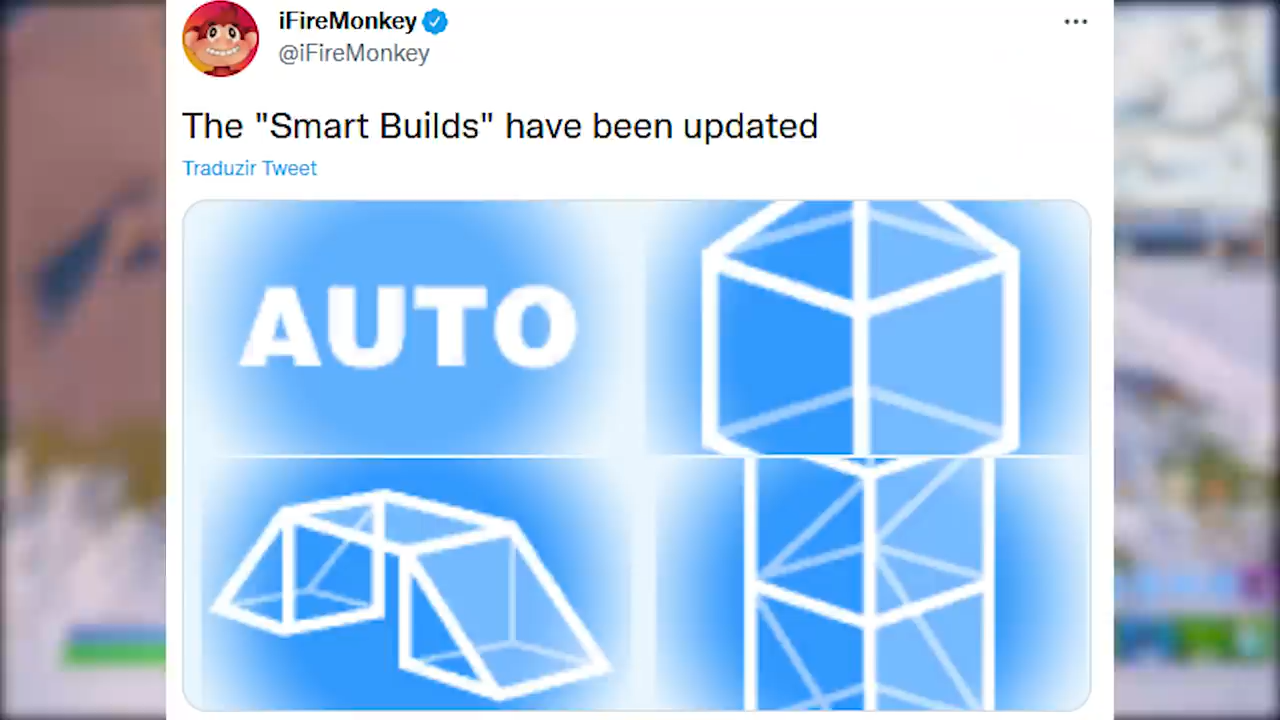 iFireMonkey
@iFireMonkey
The "Smart Builds" have been updated
Traduzir Tweet
AUTO